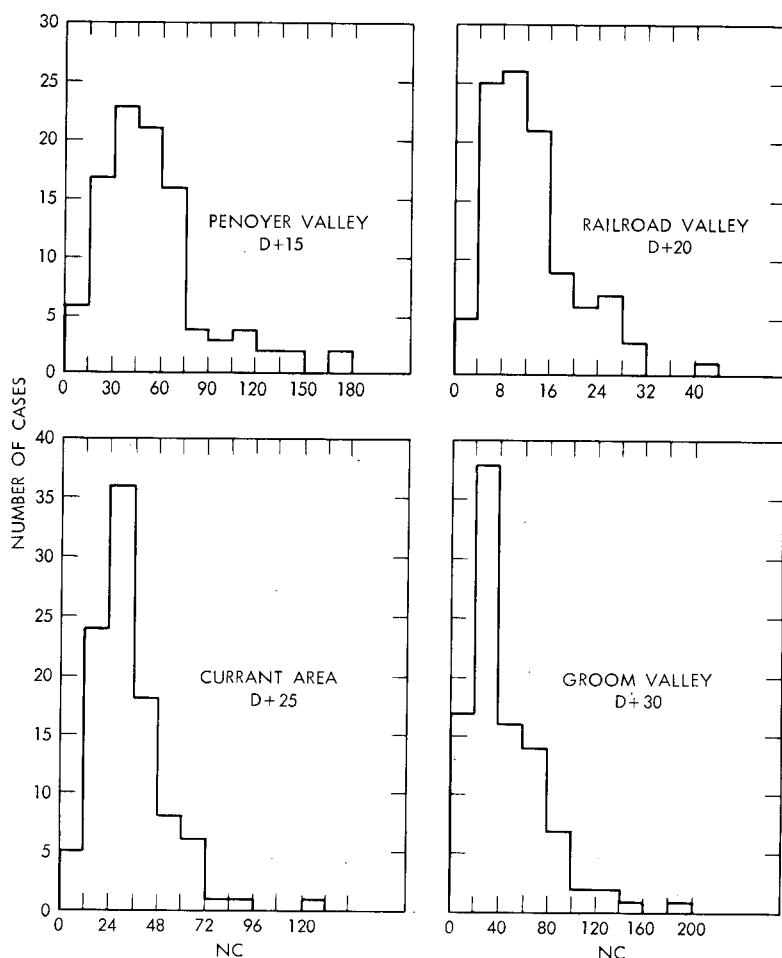 30
25
20
15
10
5
0
PENOYER VALLEY
D+15
0 30 60 90 120 150 180
RAILROAD VALLEY
D+20
0 8 16 24 32 40
NUMBER OF CASES
40
35
30
25
20
15
10
5
0
CURRANT AREA
D+25
0 24 48 72 96 120
NC
GROOM VALLEY
D+30
0 40 80 120 160 200
NC